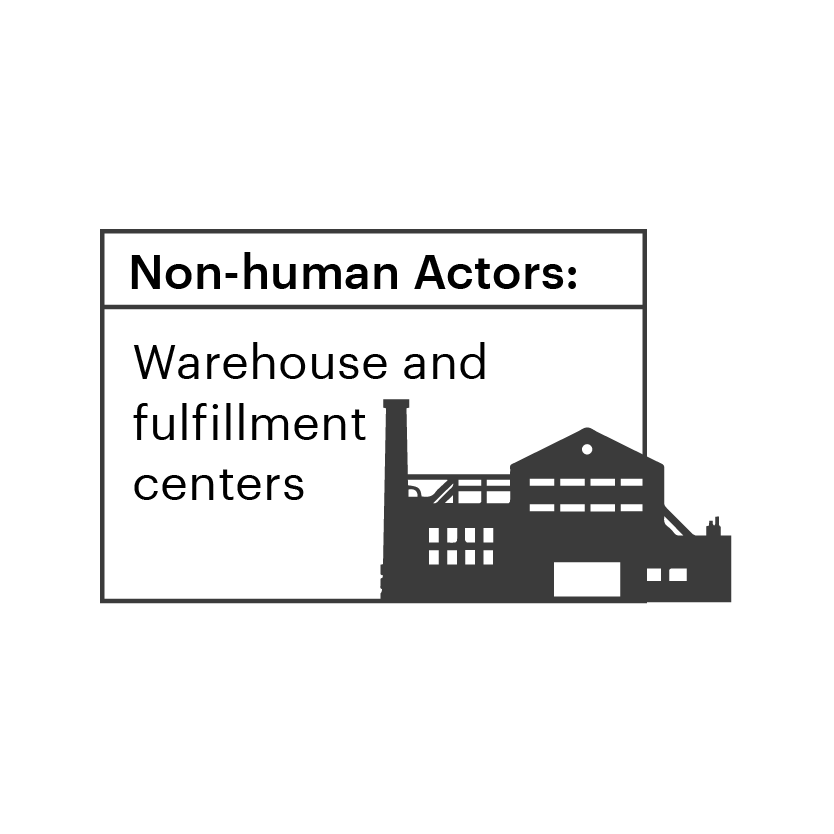 Non-human Actors:
Warehouse and
fulfillment
centers